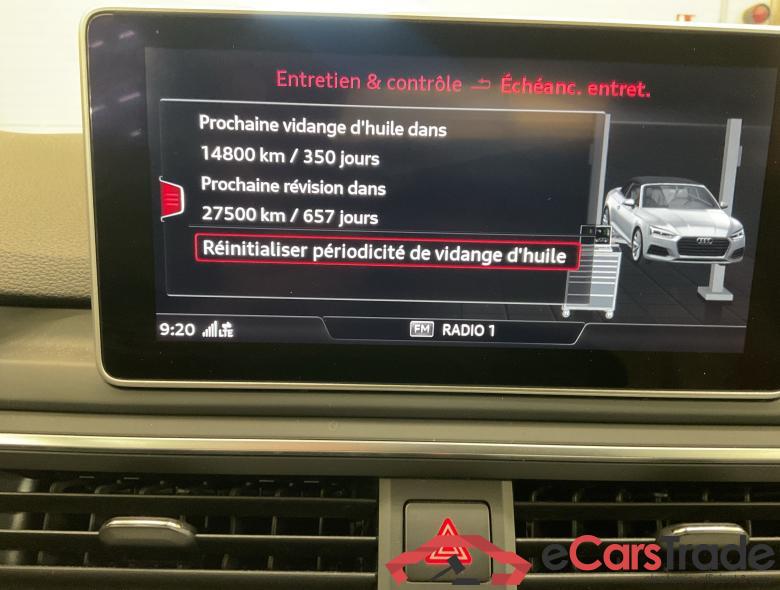 Entretien & contrôle Échéanc. entret.
Prochaine vidange d'huile dans
14800 km / 350 jours
Prochaine révision dans
27500 km / 657 jours
Réinitialiser périodicité de vidange d'huile
9:20 LTE FM RADIO 1
eCarsTrade